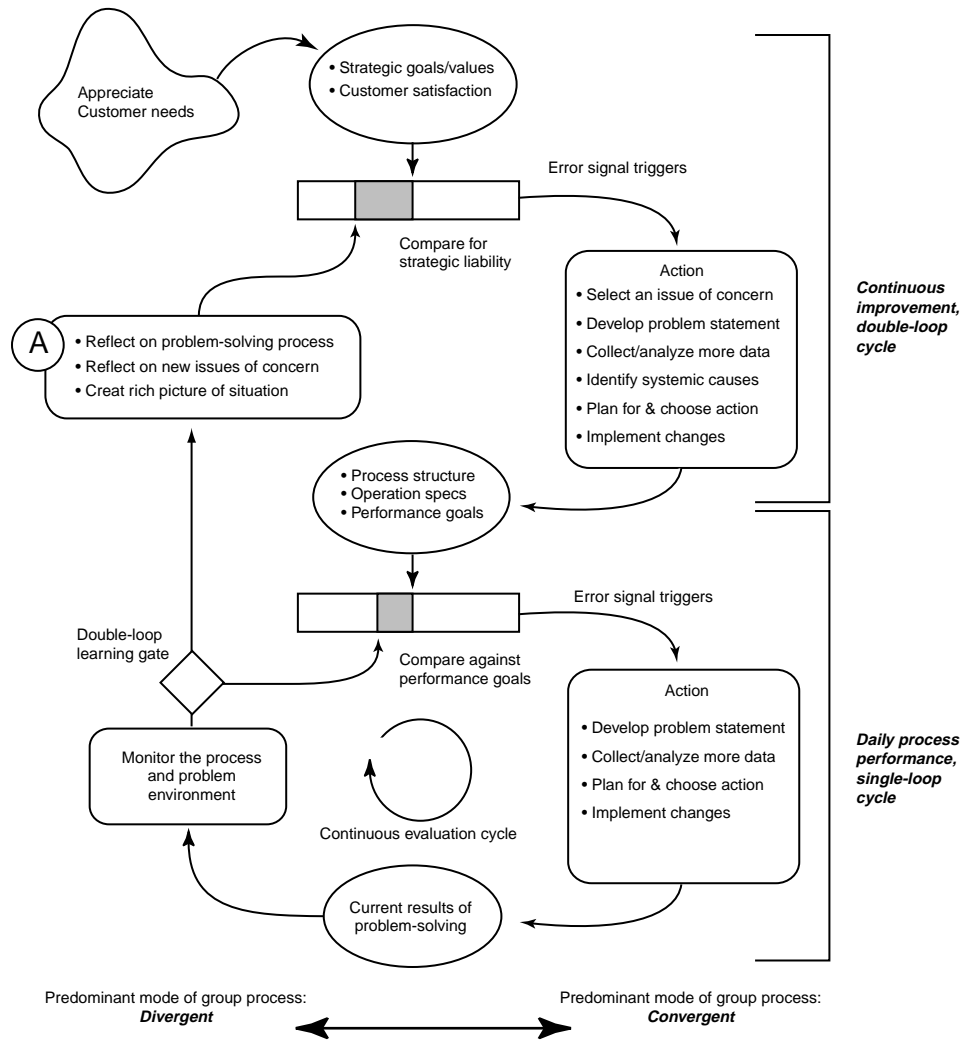 Appreciate
Customer needs
• Strategic goals/values
• Customer satisfaction
Error signal triggers
Compare for
strategic liability
Action
• Select an issue of concern
• Develop problem statement
• Collect/analyze more data
• Identify systemic causes
• Plan for & choose action
• Implement changes
Continuous
improvement,
double-loop
cycle
A
• Reflect on problem-solving process
• Reflect on new issues of concern
• Creat rich picture of situation
• Process structure
• Operation specs
• Performance goals
Error signal triggers
Double-loop
learning gate
Compare against
performance goals
Action
• Develop problem statement
• Collect/analyze more data
• Plan for & choose action
• Implement changes
Daily process
performance,
single-loop
cycle
Monitor the process
and problem
environment
Continuous evaluation cycle
Current results of
problem-solving
Predominant mode of group process:
Divergent
Predominant mode of group process:
Convergent